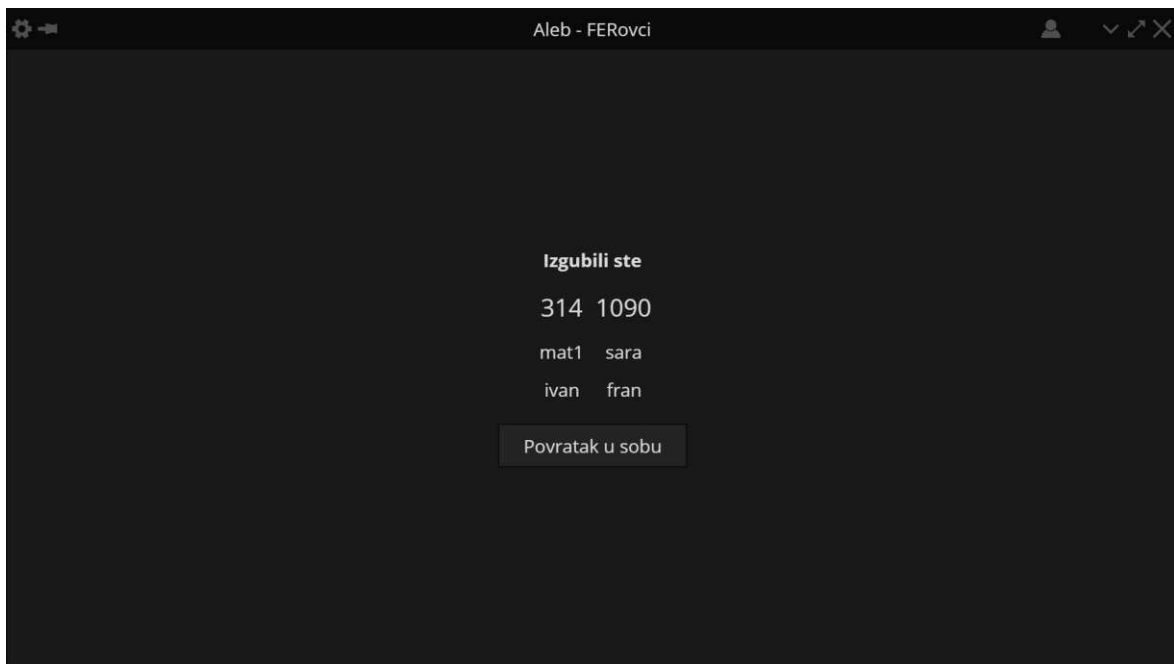 Aleb - FERovci
Izgubili ste
314 1090
mat1 sara
ivan fran
Povratak u sobu